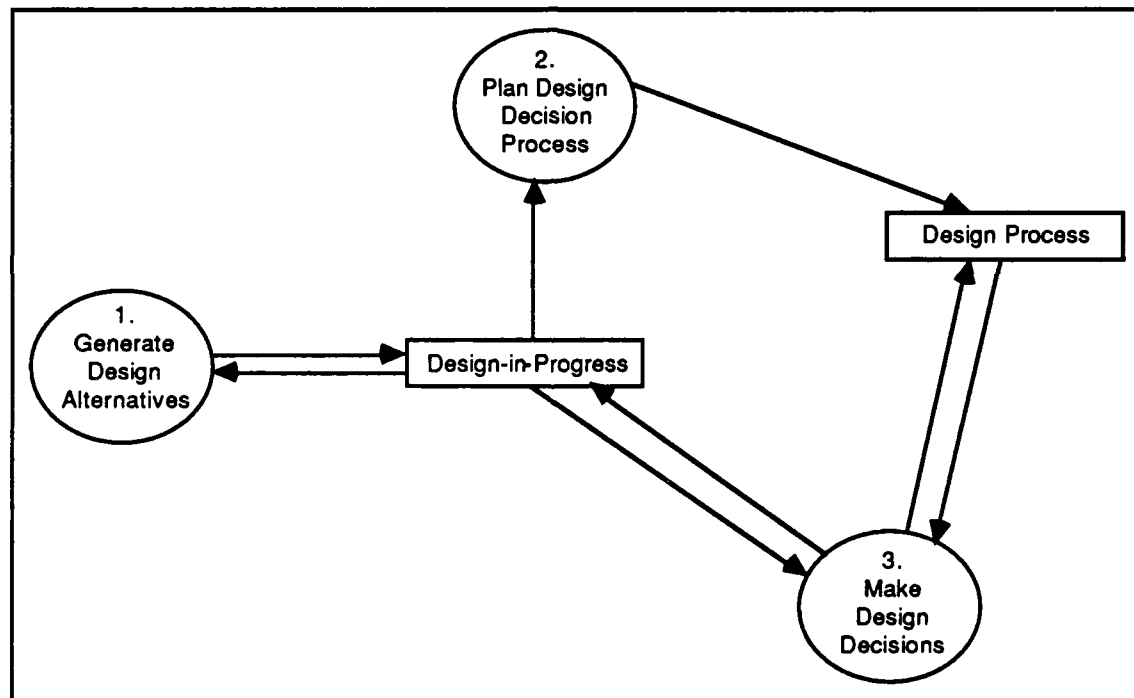 2.
Plan Design
Decision
Process
Design Process
1.
Generate
Design
Alternatives
Design-in-Progress
3.
Make
Design
Decisions